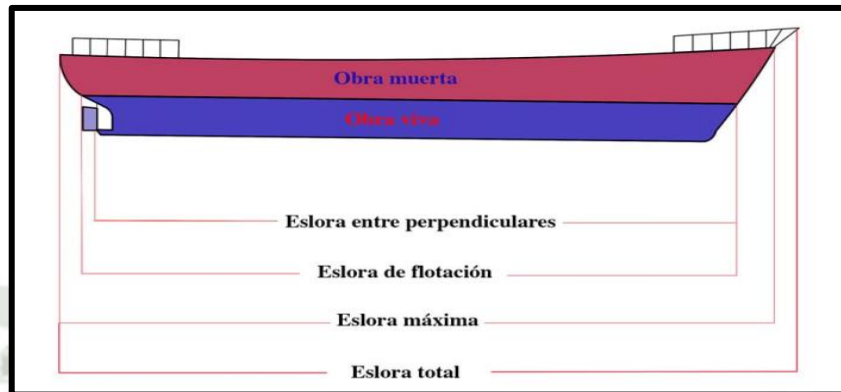 Obra muerta
Obra viva
Eslora entre perpendiculares
Eslora de flotación
Eslora máxima
Eslora total